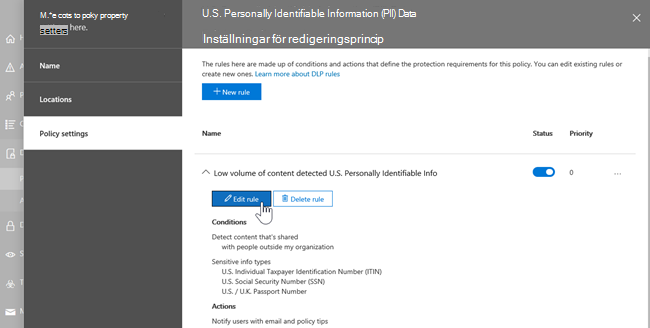 M.*e cots to poky property
setteis here.
Name
Locations
Policy settings
U.S. Personally Identifiable Information (PII) Data
Inställningar för redigeringsprincip
The rules here are made up of conditions and actions that define the protection requirements for this policy. You can edit existing rules or
create new ones. Learn more about DLP rules
+ New rule
Name Status Priority
Low volume of content detected U.S. Personally Identifiable Info 0 ...
Edit rule Delete rule
Conditions
Detect content that's shared
with people outside my organization
Sensitive info types
U.S. Individual Taxpayer Identification Number (ITIN)
U.S. Social Security Number (SSN)
U.S. / U.K. Passport Number
Actions
Notify users with email and policy tips